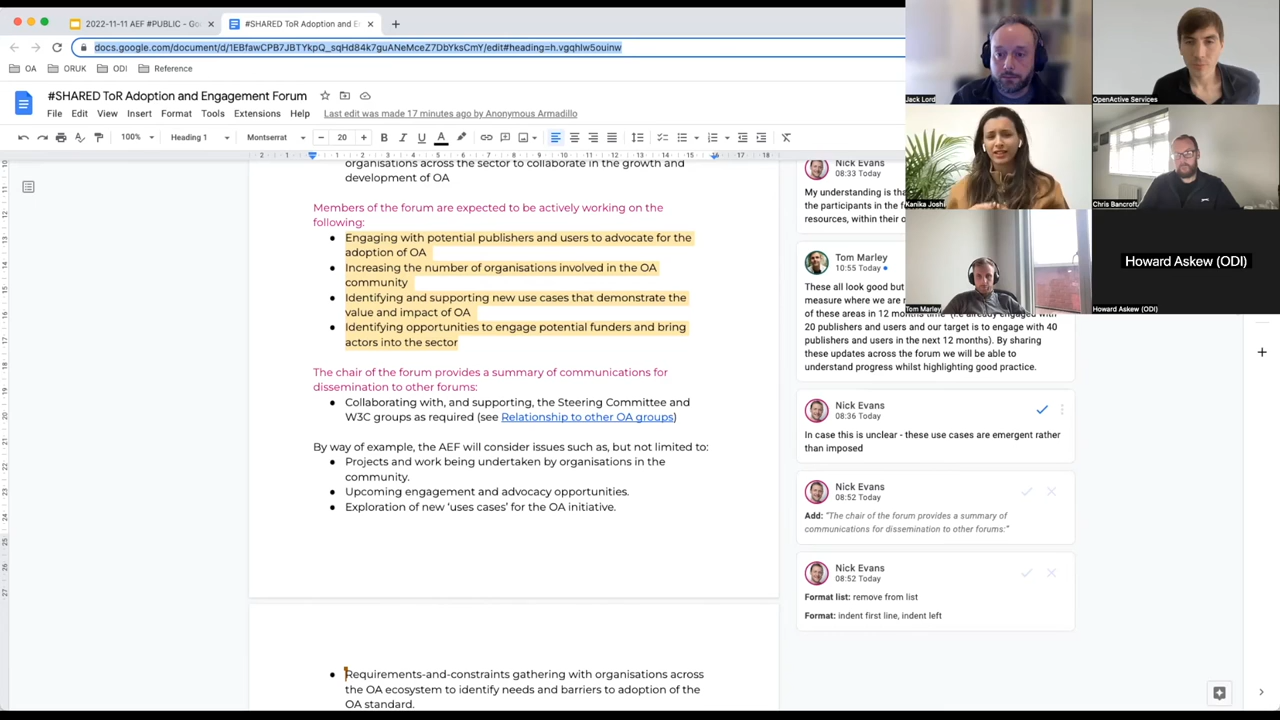 2022-11-11 AEF #PUBLIC - Go
#SHARED ToR Adoption and E
docs.google.com/document/d/1EBfawCPB7JBTYkpQ_sqHd84k7guANeMceZ7DbYksCmY/edit#heading=h.vgqhlw5ouinw
OA
ORUK
ODI
Reference
#SHARED ToR Adoption and Engagement Forum
File Edit View Insert Format Tools Extensions Help Last edit was made 17 minutes ago by Anonymous Armadillo
100% Heading 1 Montserrat 20
organisations across the sector to collaborate in the growth and
development of OA
Members of the forum are expected to be actively working on the
following:
● Engaging with potential publishers and users to advocate for the
adoption of OA
● Increasing the number of organisations involved in the OA
community
● Identifying and supporting new use cases that demonstrate the
value and impact of OA
● Identifying opportunities to engage potential funders and bring
actors into the sector
The chair of the forum provides a summary of communications for
dissemination to other forums:
● Collaborating with, and supporting, the Steering Committee and
W3C groups as required (see Relationship to other OA groups)
By way of example, the AEF will consider issues such as, but not limited to:
● Projects and work being undertaken by organisations in the
community.
● Upcoming engagement and advocacy opportunities.
● Exploration of new ‘uses cases’ for the OA initiative.
● Requirements-and-constraints gathering with organisations across
the OA ecosystem to identify needs and barriers to adoption of the
OA standard.
Nick Evans
08:33 Today
My understanding is tha
the participants in the f
resources, within their o
Tom Marley
10:55 Today
These all look good but
measure where we are
of these areas in 12 months time (i.e already engaged with
20 publishers and users and our target is to engage with 40
publishers and users in the next 12 months). By sharing
these updates across the forum we will be able to
understand progress whilst highlighting good practice.
Nick Evans
08:36 Today
In case this is unclear - these use cases are emergent rather
than imposed
Nick Evans
08:52 Today
Add: “The chair of the forum provides a summary of
communications for dissemination to other forums:”
Nick Evans
08:52 Today
Format list: remove from list
Format: indent first line, indent left
Jack Lord
OpenActive Services
Kanika Joshi
Chris Bancroft
Tom Marley
Howard Askew (ODI)
Howard Askew (ODI)